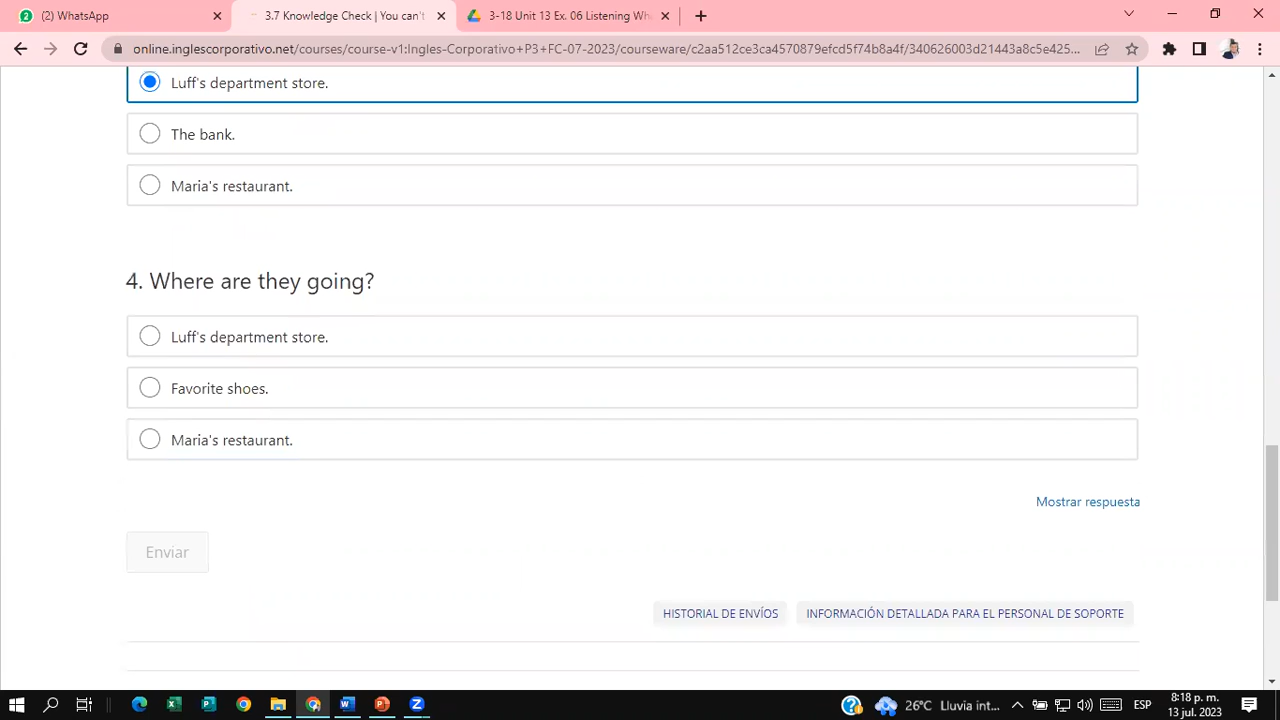 2
(2) WhatsApp
3.7 Knowledge Check | You can't
3-18 Unit 13 Ex. 06 Listening Wh
online.inglescorporativo.net/courses/course-v1:Ingles-Corporativo+P3+FC-07-2023/courseware/c2aa512ce3ca4570879efcd5f74b8a4f/340626003d21443a8c5e425...
Luff's department store.
The bank.
Maria's restaurant.
4. Where are they going?
Luff's department store.
Favorite shoes.
Maria's restaurant.
Mostrar respuesta
Enviar
HISTORIAL DE ENVÍOS
INFORMACIÓN DETALLADA PARA EL PERSONAL DE SOPORTE
26°C Lluvia int...
ESP
8:18 p. m.
13 jul. 2023